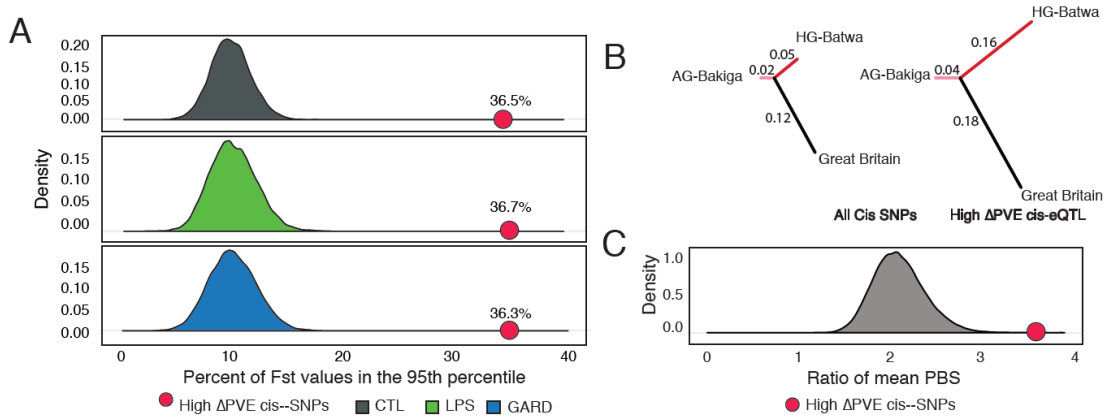 A
Density
0.20
0.15
0.10
0.05
0.00
36.5%
0.15
0.10
0.05
0.00
36.7%
0.15
0.10
0.05
0.00
36.3%
0 10 20 30 40
Percent of Fst values in the 95th percentile
High ΔPVE cis--SNPs CTL LPS GARD
B
HG-Batwa
0.05
0.02
AG-Bakiga
0.12
Great Britain
All Cis SNPs
HG-Batwa
0.16
AG-Bakiga
0.04
0.18
Great Britain
High ΔPVE cis-eQTL
C
Density
1.0
0.5
0.0
0 1 2 3 4
Ratio of mean PBS
High ΔPVE cis--SNPs